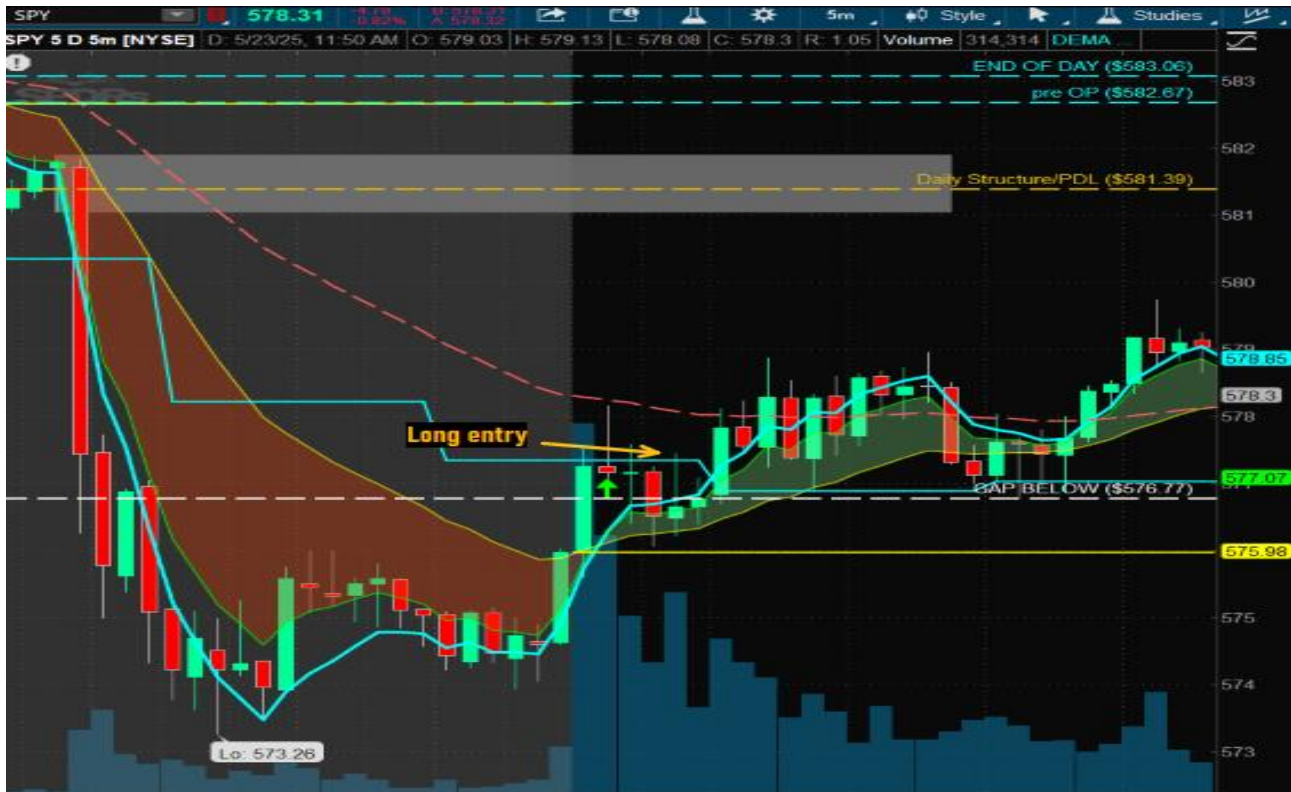 SPY 578.31 5m Style Studies
SPY 5 D 5m [NYSE] D: 5/23/25, 11:50 AM O: 579.03 H: 579.13 L: 578.08 C: 578.3 R: 1.05 Volume 314,314 DEMA ...
END OF DAY ($583.06)
583
pre OP ($582.67)
582
Daily Structure/PDL ($581.39)
581
580
579
578.85
578.3
578
Long entry
577.07
GAP BELOW ($576.77)
575.98
575
574
Lo: 573.26
573